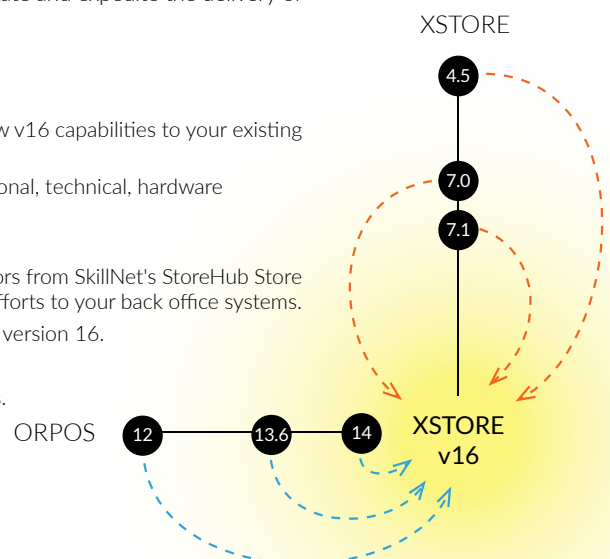 XSTORE
4.5
w v16 capabilities to your existing
7.0
onal, technical, hardware
7.1
ors from SkillNet's StoreHub Store
fforts to your back office systems.
version 16.
s.
ORPOS
12
13.6
14
XSTORE
v16